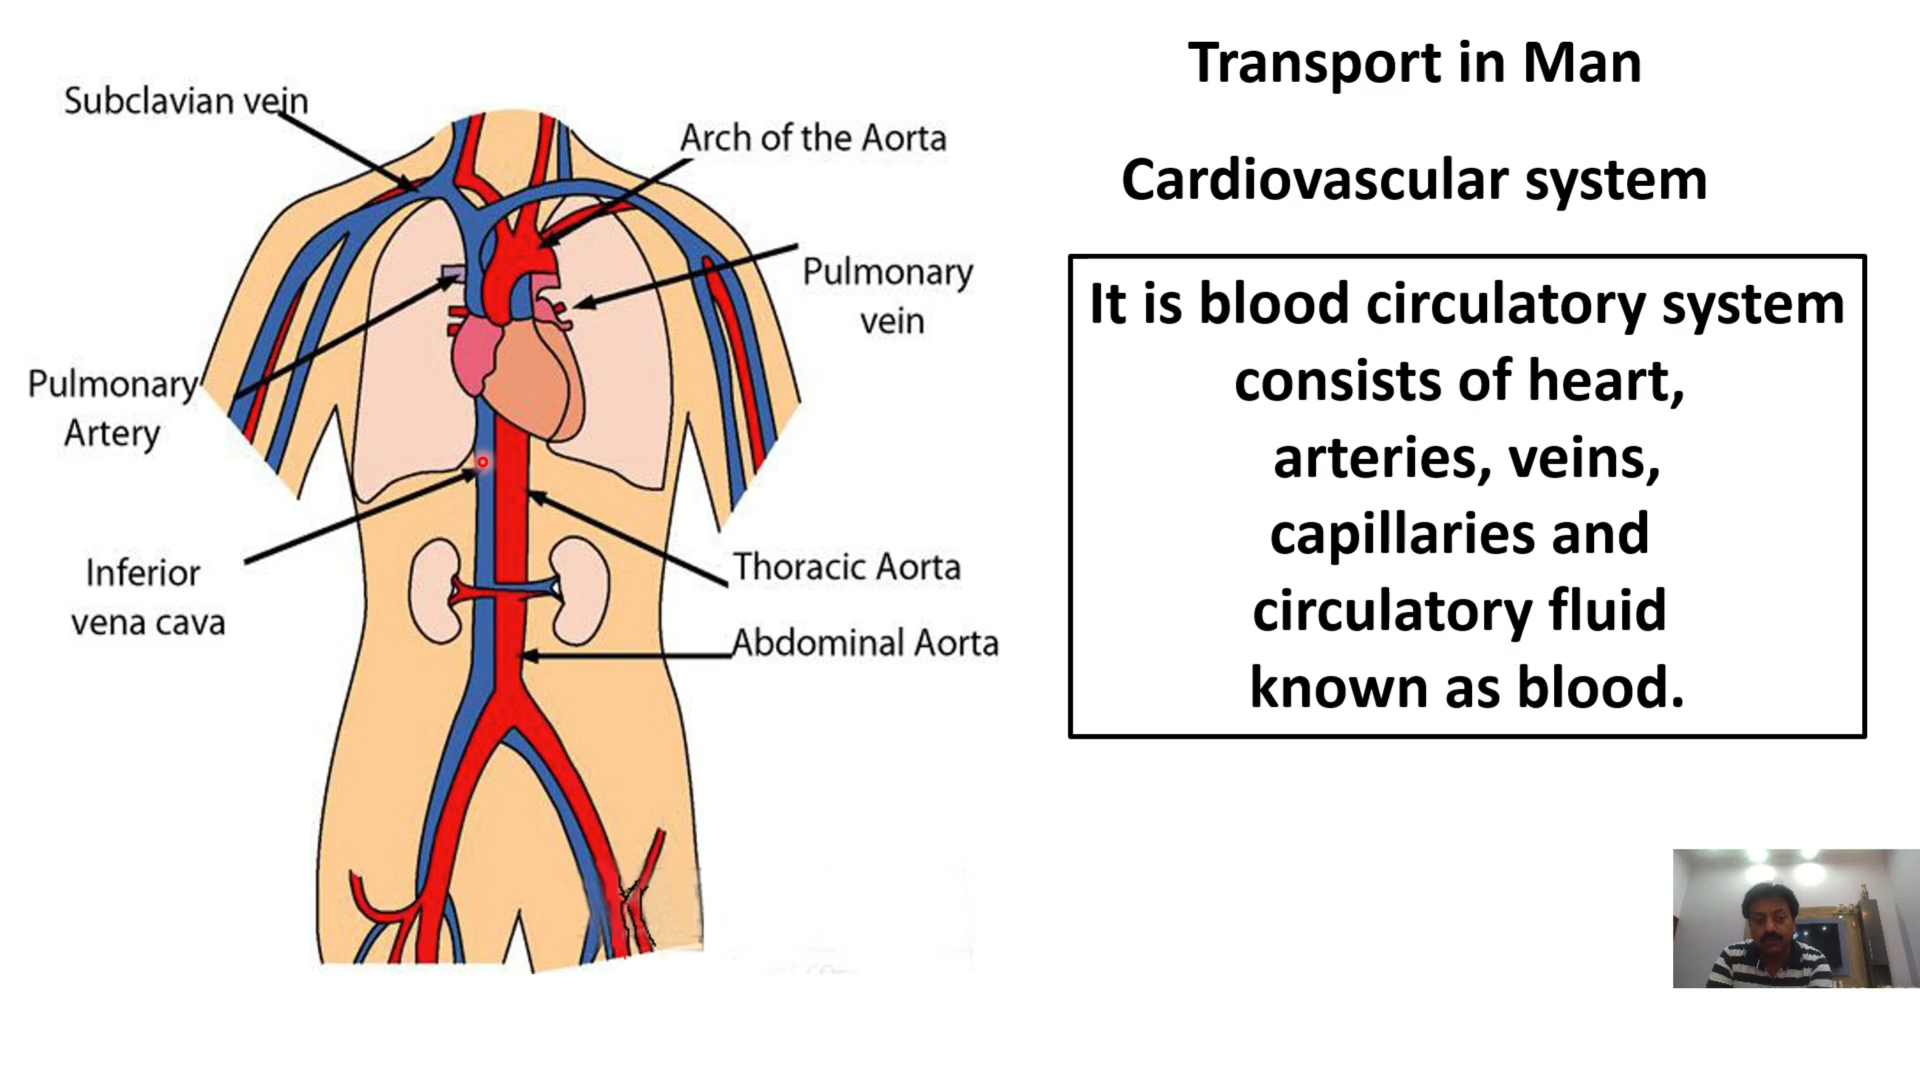 Transport in Man
Cardiovascular system
Subclavian vein
Arch of the Aorta
Pulmonary
vein
Pulmonary
Artery
Inferior
vena cava
Thoracic Aorta
Abdominal Aorta
It is blood circulatory system
consists of heart,
arteries, veins,
capillaries and
circulatory fluid
known as blood.